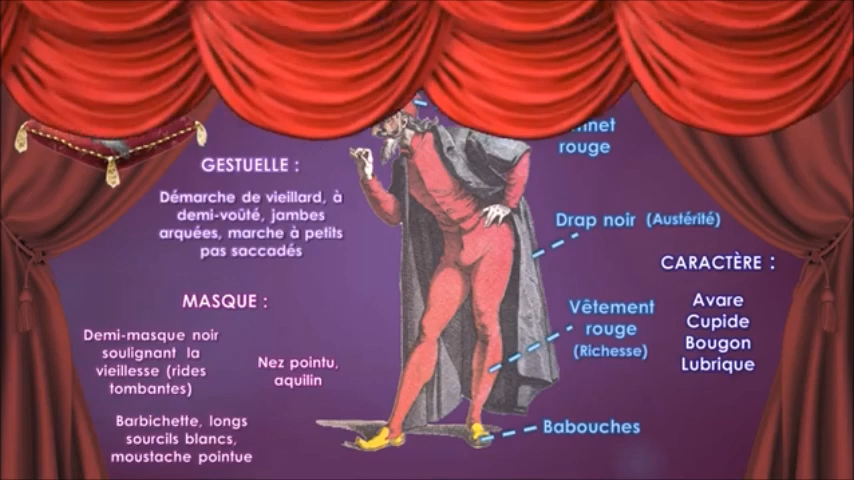 GESTUELLE :
Démarche de vieillard, à
demi-voûté, jambes
arquées, marche à petits
pas saccadés
MASQUE :
Demi-masque noir
soulignant la
vieillesse (rides
tombantes)
Nez pointu,
aquilin
Barbichette, longs
sourcils blancs,
moustache pointue
rouge
Drap noir (Austérité)
Vêtement
rouge
(Richesse)
Babouches
CARACTÈRE :
Avare
Cupide
Bougon
Lubrique